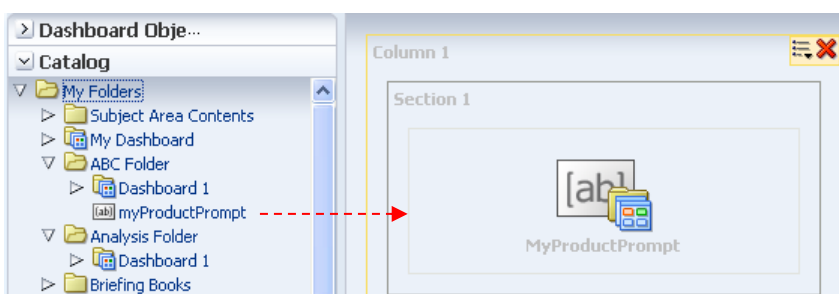 Dashboard Obje...
Catalog
My Folders
Subject Area Contents
My Dashboard
ABC Folder
Dashboard 1
[ab] myProductPrompt
Analysis Folder
Dashboard 1
Briefing Books
Column 1
Section 1
[ab]
MyProductPrompt